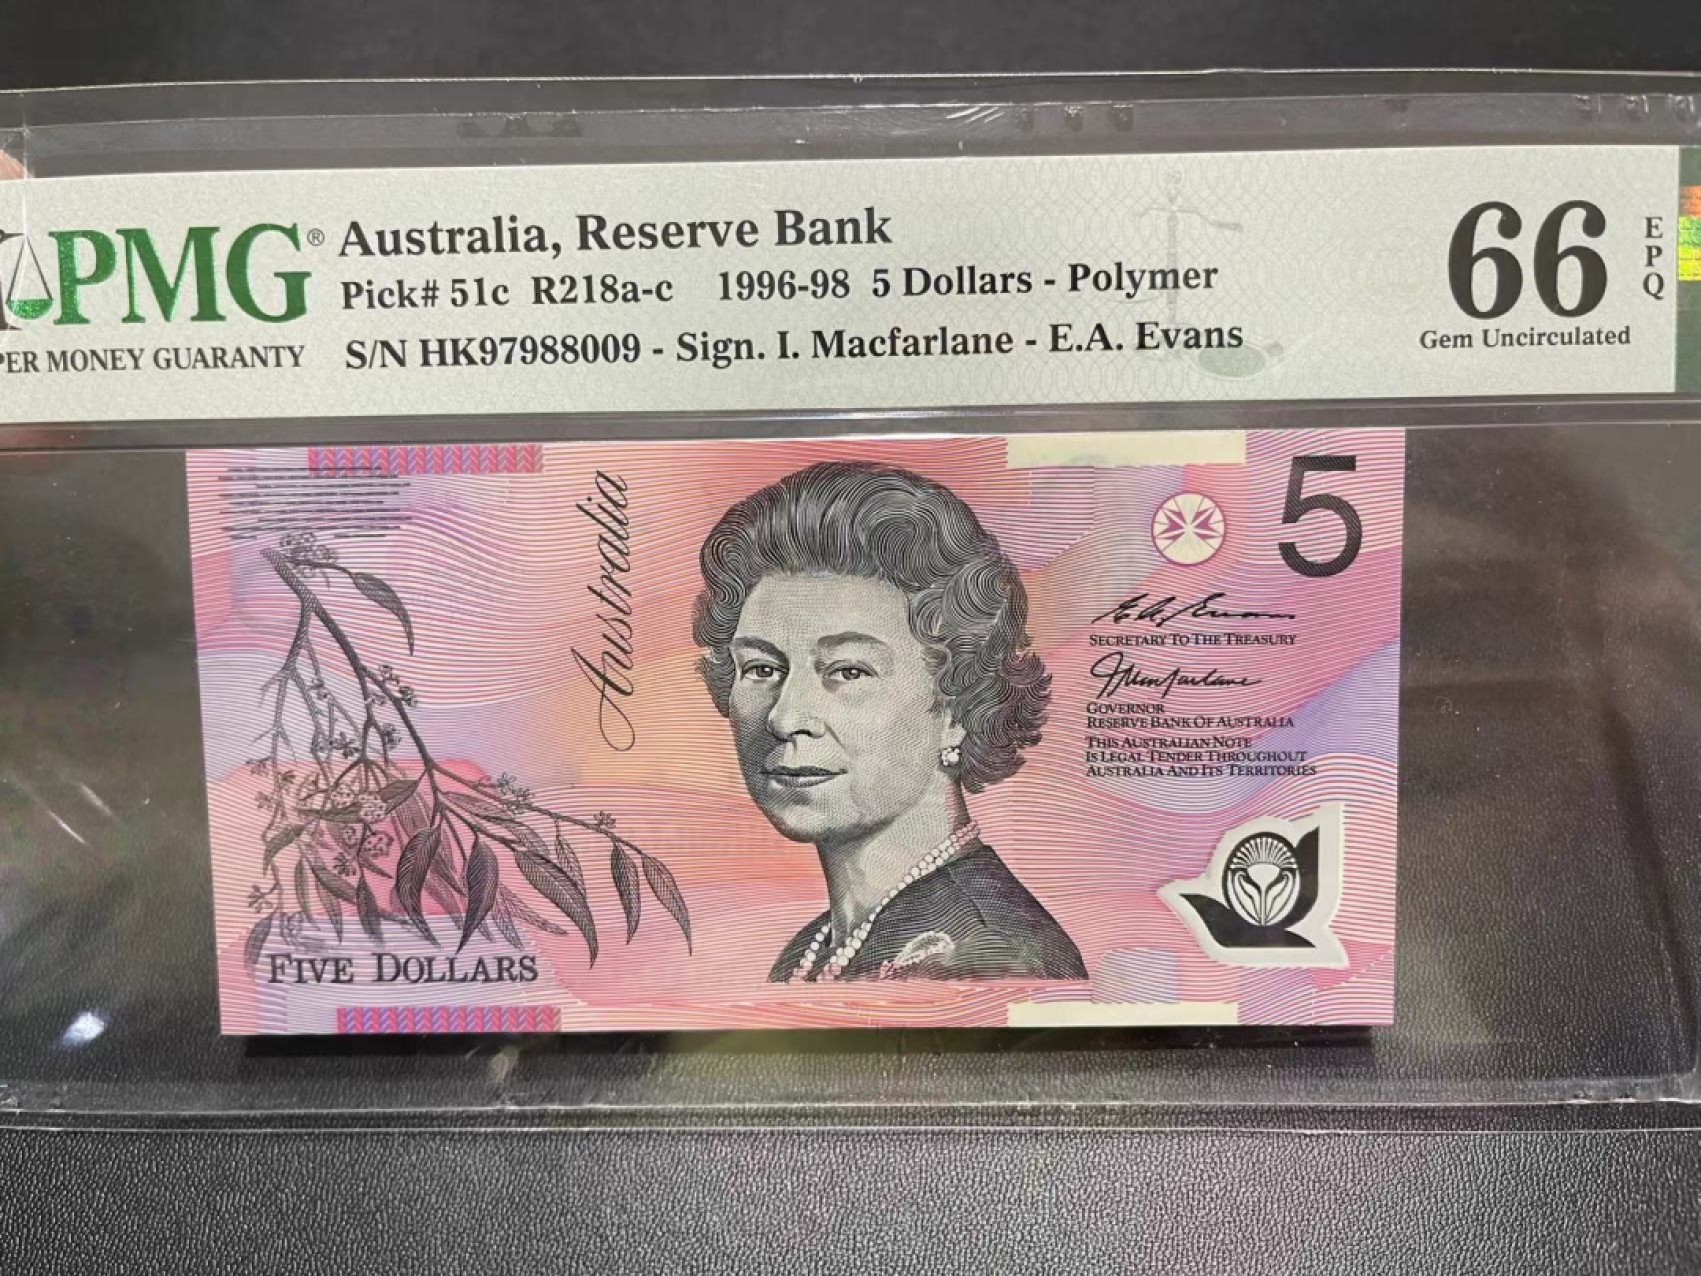 PMG®
PER MONEY GUARANTY
Australia, Reserve Bank
Pick# 51c R218a-c 1996-98 5 Dollars - Polymer
S/N HK97988009 - Sign. I. Macfarlane - E.A. Evans
66
EPQ
Gem Uncirculated
Australia
5
SECRETARY TO THE TREASURY
GOVERNOR
RESERVE BANK OF AUSTRALIA
THIS AUSTRALIAN NOTE
IS LEGAL TENDER THROUGHOUT
AUSTRALIA AND ITS TERRITORIES
FIVE DOLLARS